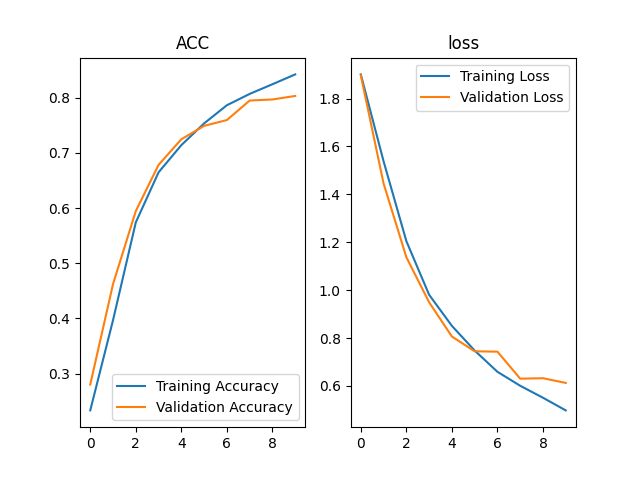 ACC
0.8
0.7
0.6
0.5
0.4
0.3
0 2 4 6 8
Training Accuracy
Validation Accuracy
loss
1.8
1.6
1.4
1.2
1.0
0.8
0.6
0 2 4 6 8
Training Loss
Validation Loss